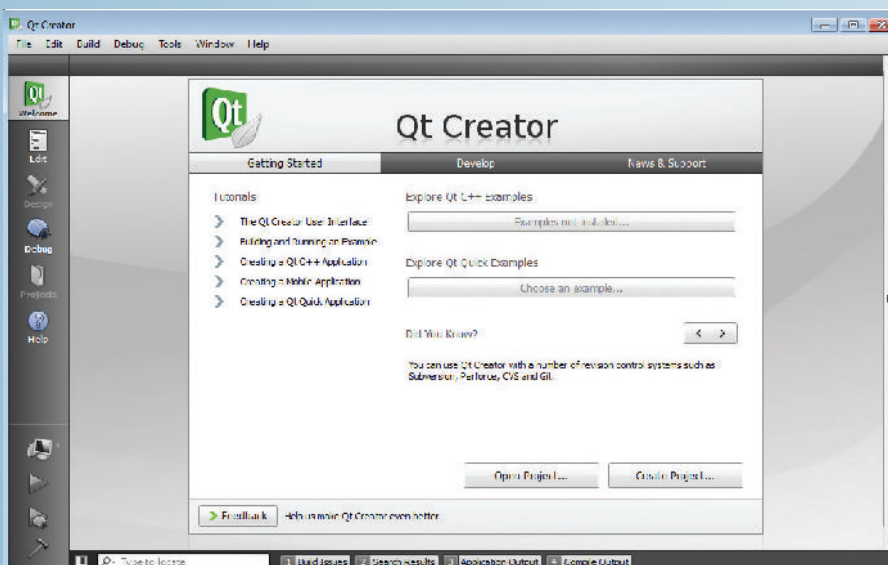 Qt Creator
File Edit Build Debug Tools Window Help
Qt
Welcome
Edit
Design
Debug
Projects
Help
Qt
Qt Creator
Getting Started Develop News & Support
Tutorials
The Qt Creator User Interface
Building and Running an Example
Creating a Qt C++ Application
Creating a Mobile Application
Creating a Qt Quick Application
Explore Qt C++ Examples
Examples not installed...
Explore Qt Quick Examples
Choose an example...
Did You Know?
You can use Qt Creator with a number of revision control systems such as
Subversion, Perforce, CVS and Git.
Open Project... Create Project...
Feedback Help us make Qt Creator even better
Type to locate 1 Build Issues 2 Search Results 3 Application Output 4 Compile Output